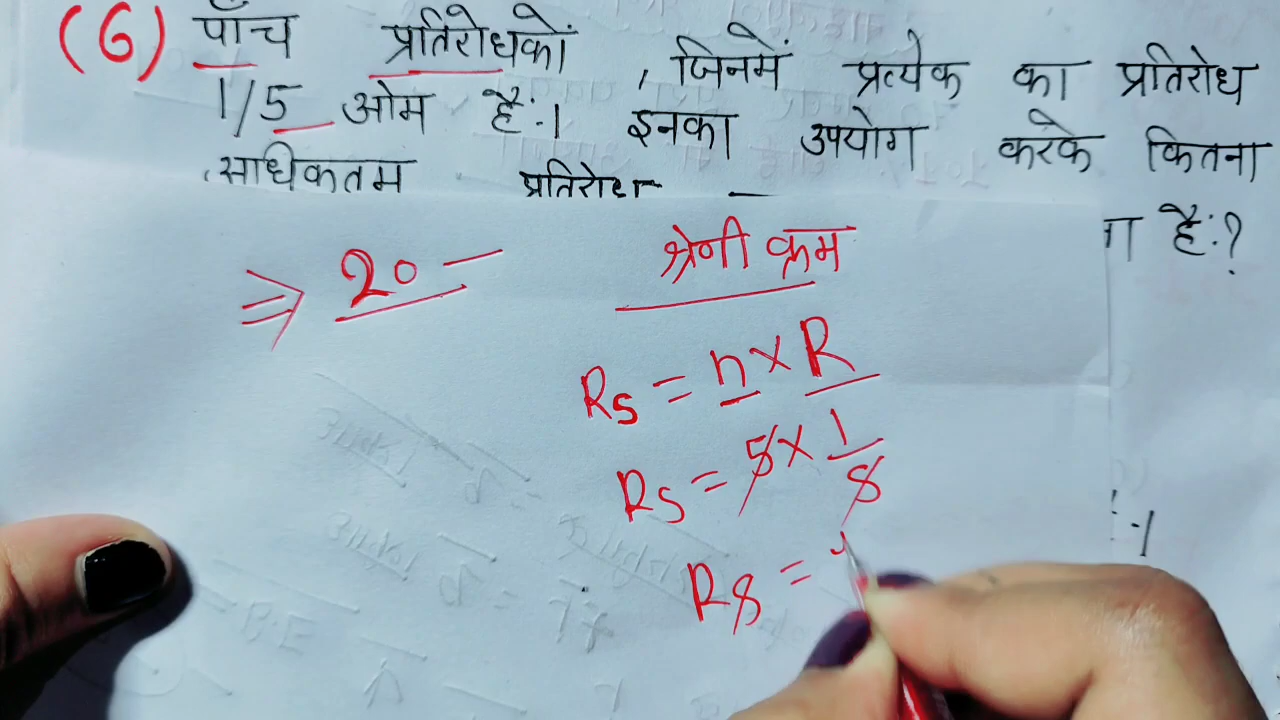 (6) पाँच प्रतिरोधकों , जिनमें प्रत्येक का प्रतिरोध
1/5 ओम हैं।  इनका उपयोग करके कितना
साधिकतम प्रतिरोध
हैं?
⇒ 20 –
श्रेणी क्रम
Rs = n × R
Rs = 5 × 1/5
Rs =